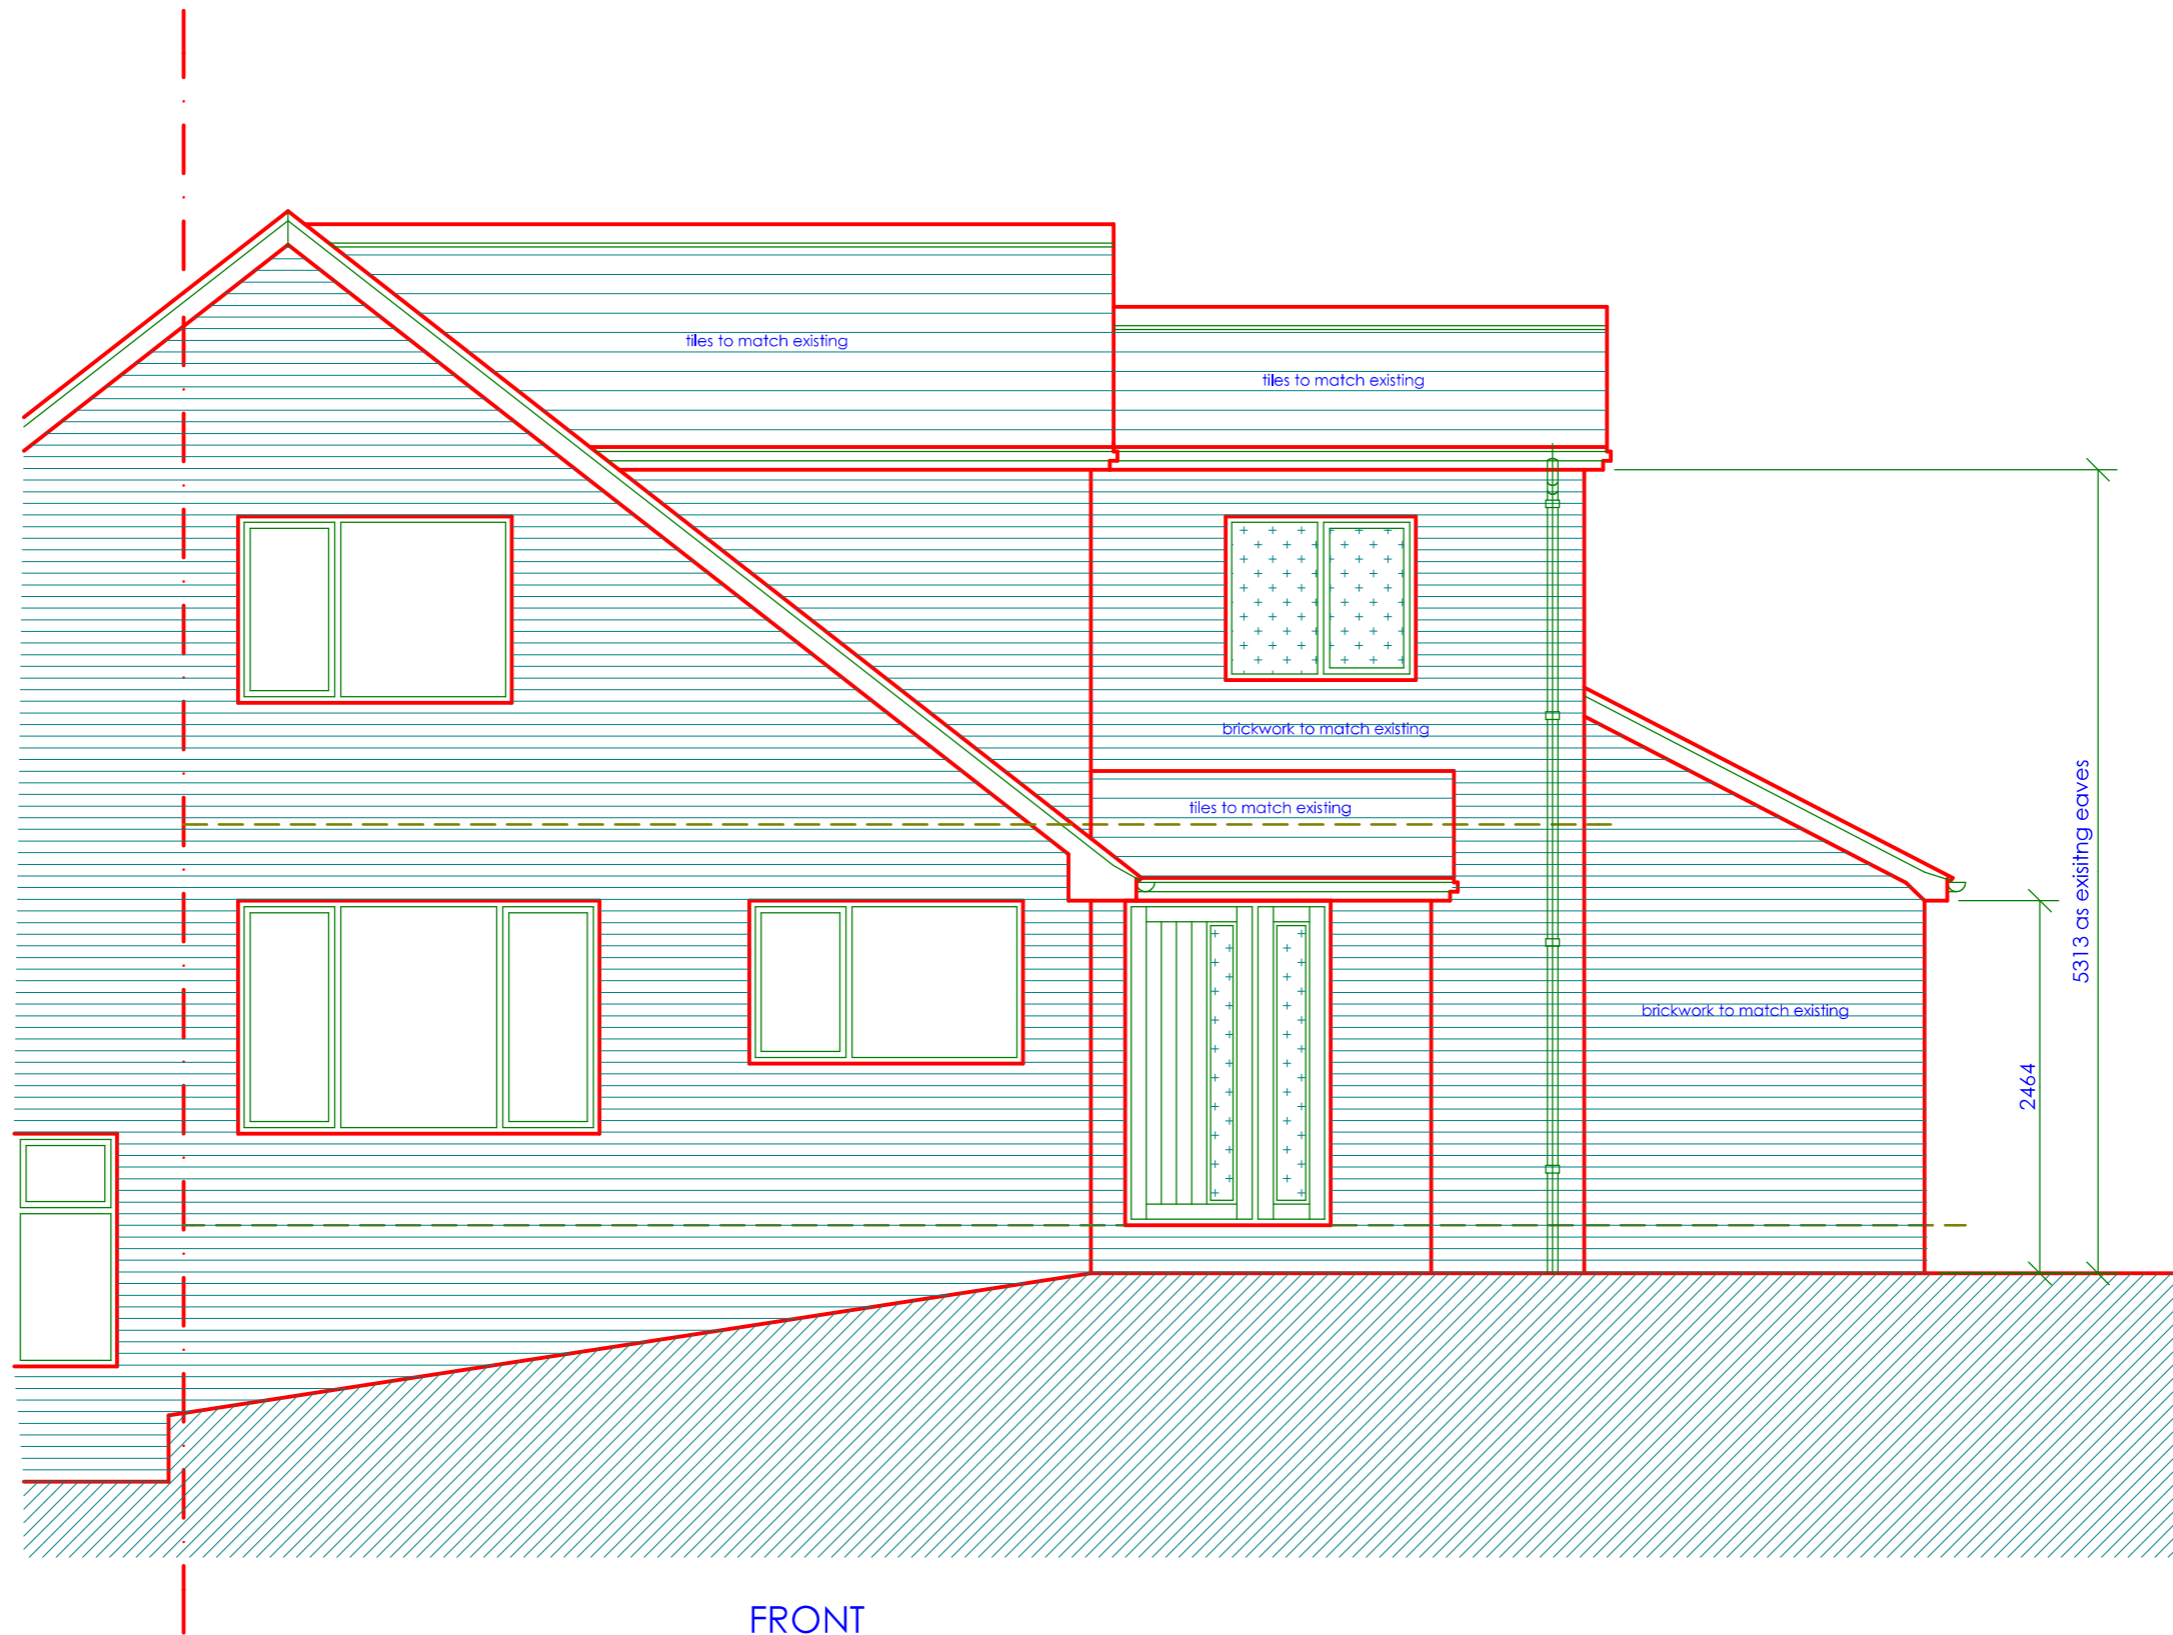 tiles to match existing
tiles to match existing
brickwork to match existing
tiles to match existing
5313 as exisitng eaves
brickwork to match existing
2464
FRONT